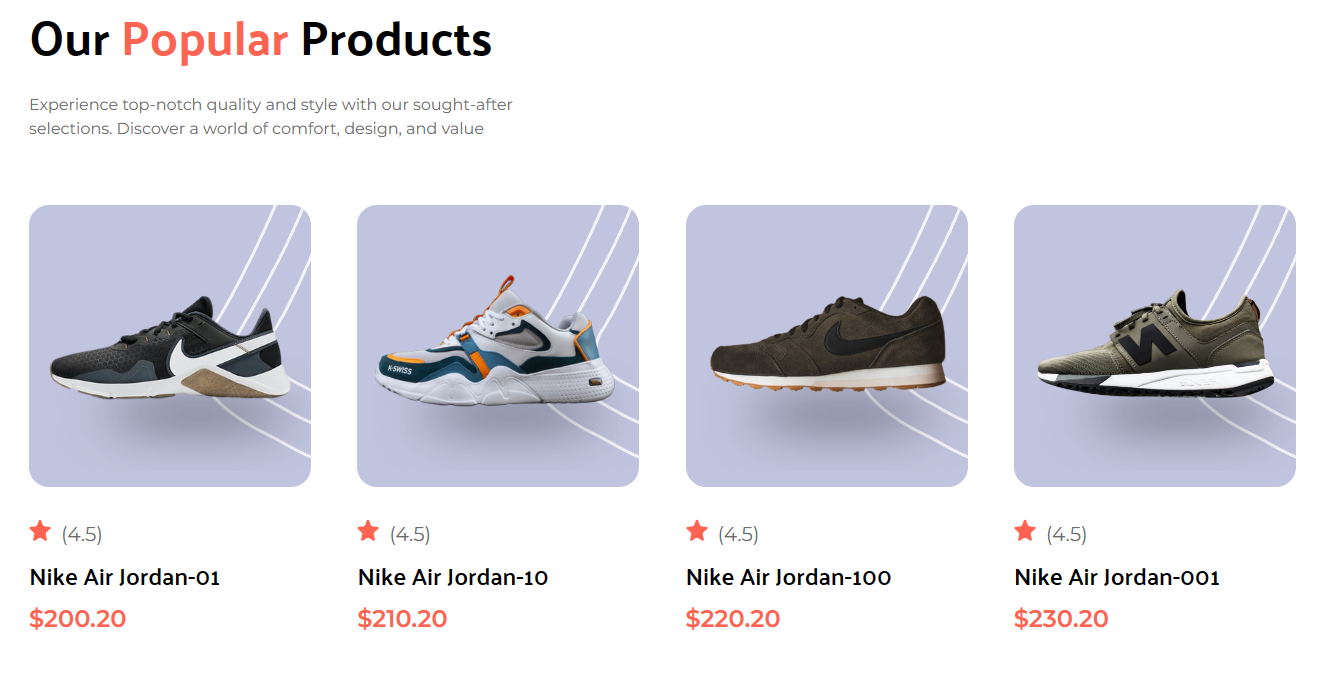 Our Popular Products
Experience top-notch quality and style with our sought-after
selections. Discover a world of comfort, design, and value
K-SWISS
(4.5)
Nike Air Jordan-01
$200.20
(4.5)
Nike Air Jordan-10
$210.20
(4.5)
Nike Air Jordan-100
$220.20
(4.5)
Nike Air Jordan-001
$230.20